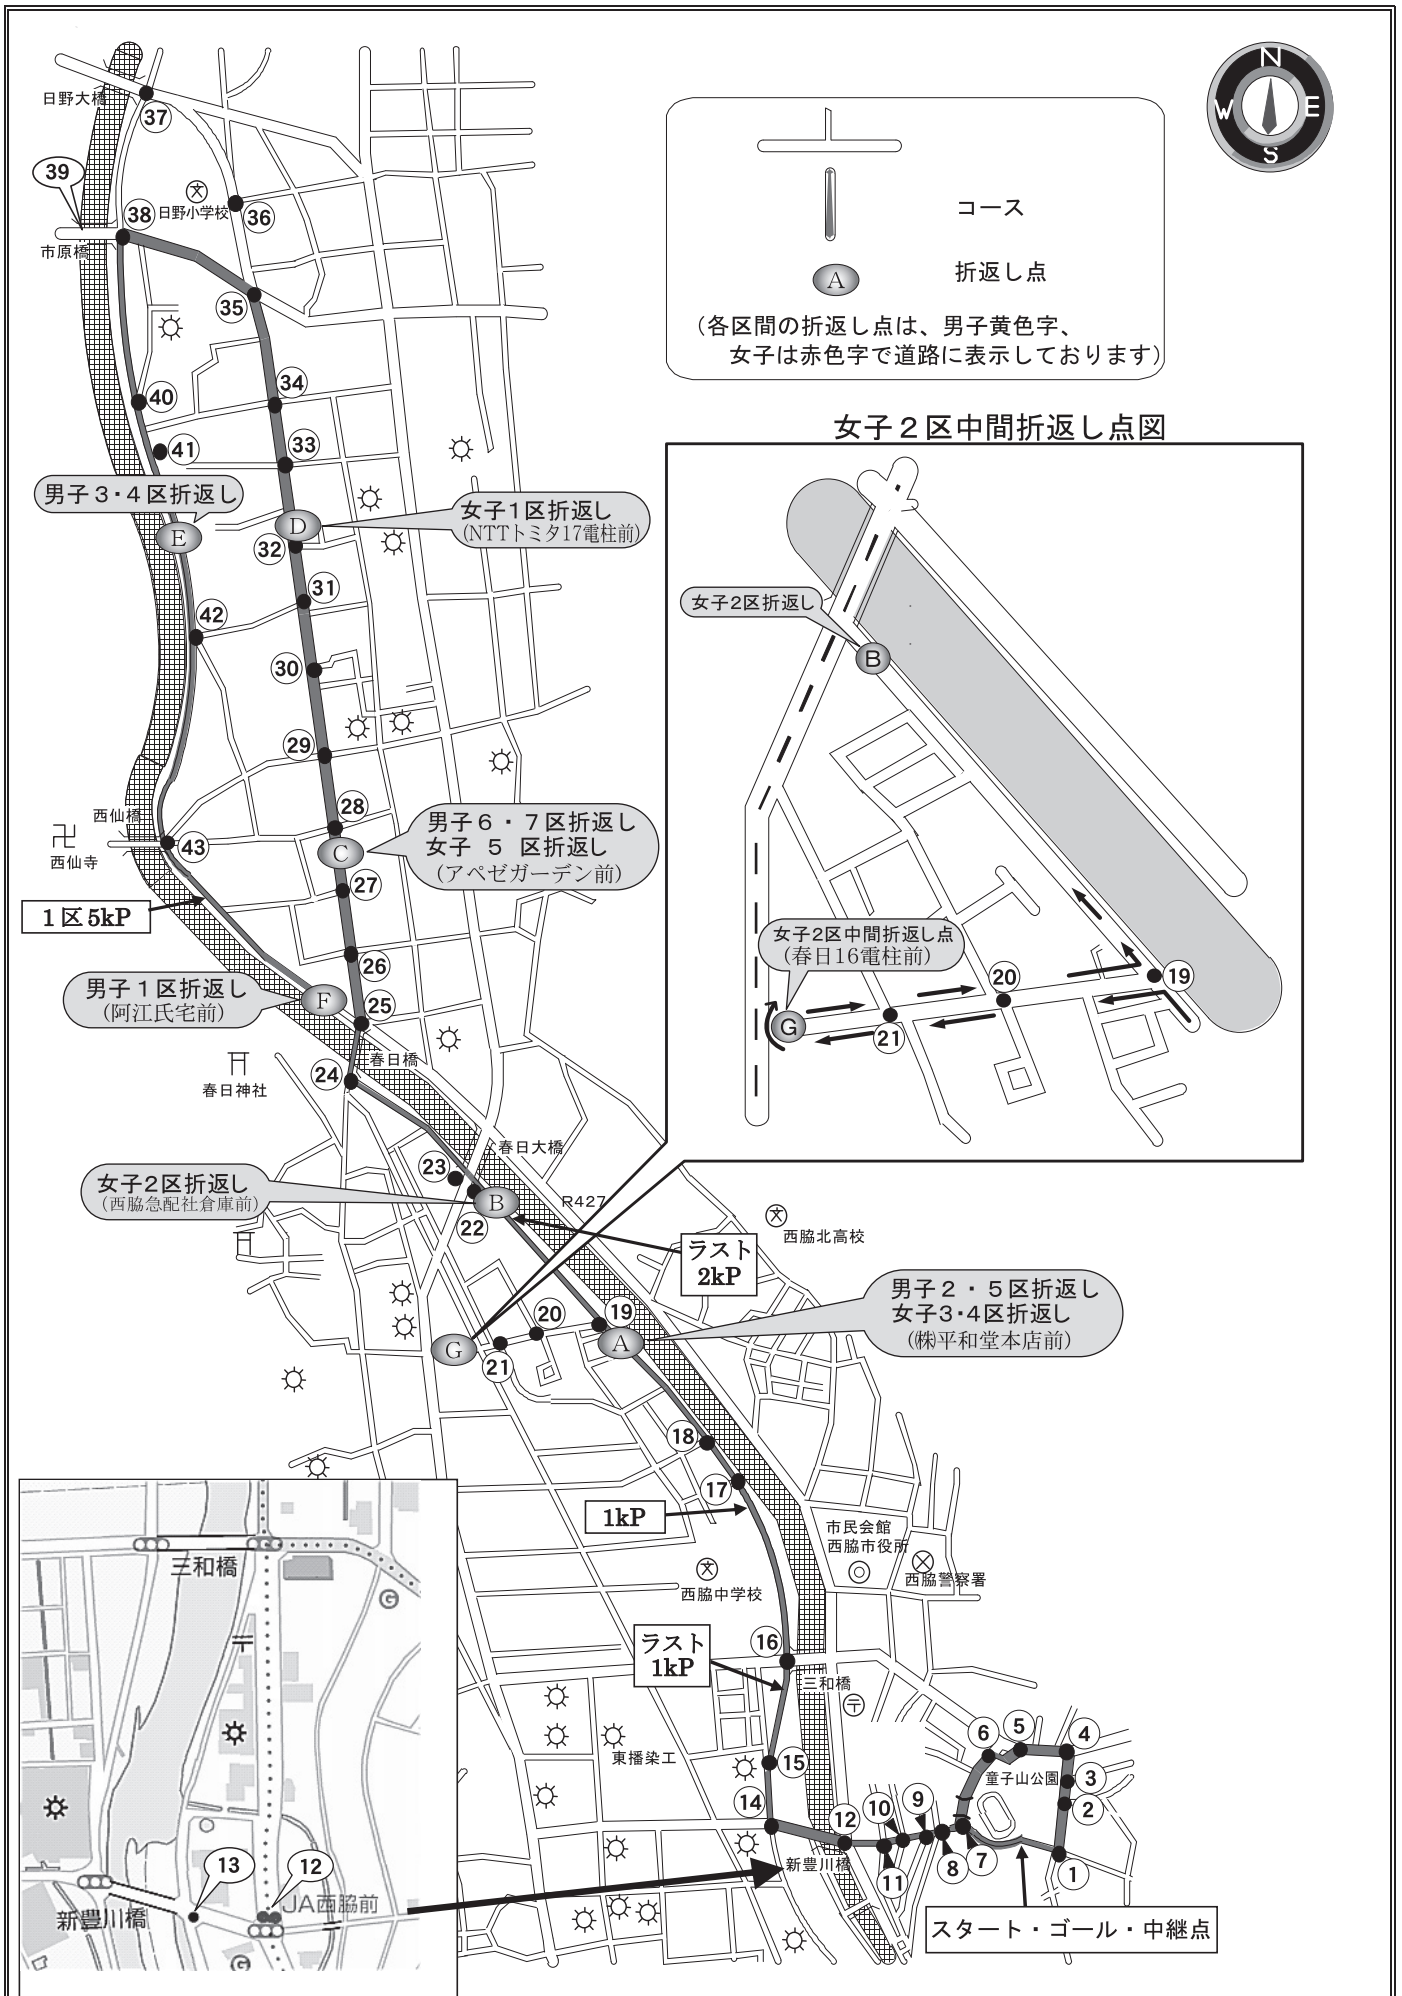 N
W
E
S
コース
A
折返し点
(各区間の折返し点は、男子黄色字、
女子は赤色字で道路に表示しております)
日野大橋
37
39
文
日野小学校
36
38
市原橋
35
34
40
33
41
男子3・4区折返し
E
D
女子1区折返し
(NTTトミタ17電柱前)
32
31
42
30
29
28
西仙橋
卍
西仙寺
43
C
男子6・7区折返し
女子 5 区折返し
(アペゼガーデン前)
27
1区5kP
26
男子1区折返し
(阿江氏宅前)
F
25
春日橋
春日神社
24
春日大橋
23
女子2区折返し
(西脇急配社倉庫前)
22
B
R427
ラスト
2kP
文
西脇北高校
男子2・5区折返し
女子3・4区折返し
(㈱平和堂本店前)
19
20
A
G
21
18
17
1kP
市民会館
西脇市役所
西脇警察署
文
西脇中学校
16
ラスト
1kP
三和橋
〒
東播染工
15
14
12
10
9
新豊川橋
11
8
7
6
5
4
3
2
1
童子山公園
スタート・ゴール・中継点
女子2区中間折返し点図
女子2区折返し
B
女子2区中間折返し点
(春日16電柱前)
G
21
20
19
三和橋
G
〒
13
12
JA西脇前
新豊川橋
G